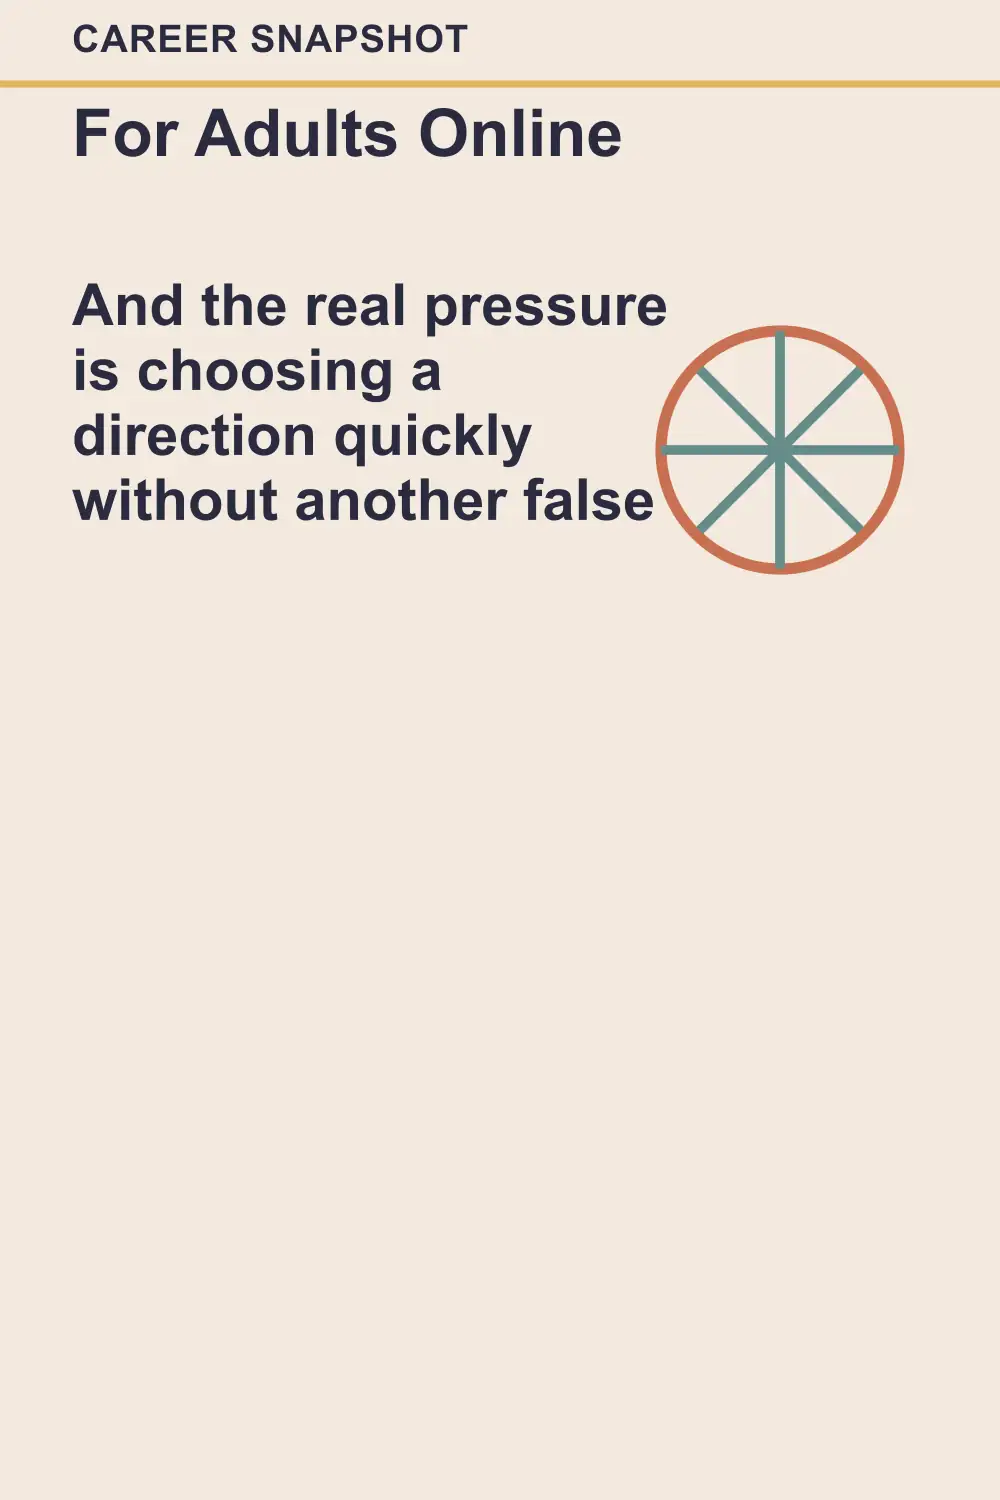 CAREER SNAPSHOT
For Adults Online
And the real pressure
is choosing a
direction quickly
without another false